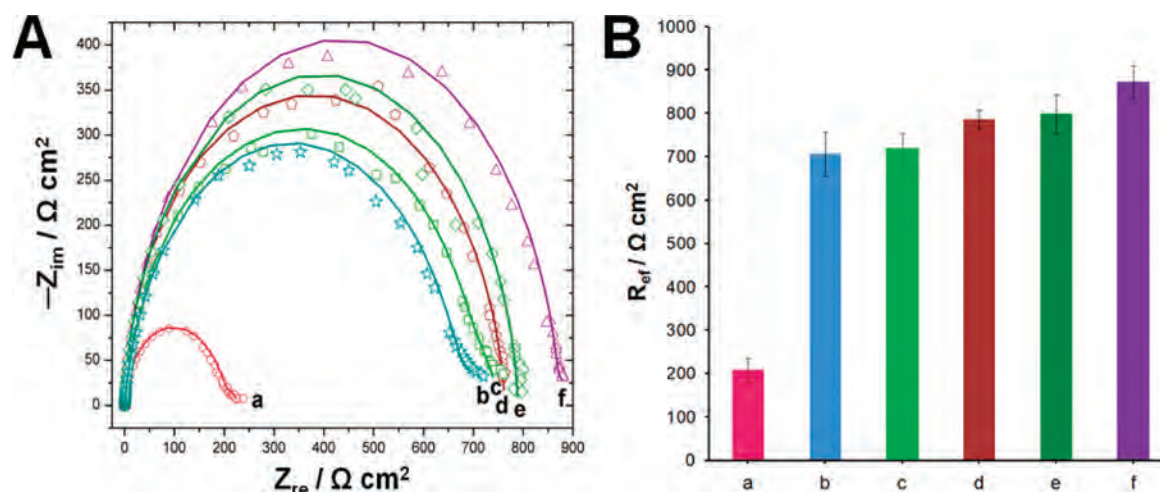 A
400
350
300
250
200
150
100
50
0
—Z_im / Ω cm²
a
b
c
d
e
f
0 100 200 300 400 500 600 700 800 900
Z_re / Ω cm²
B
1000
900
800
700
600
500
400
300
200
100
0
R_ef / Ω cm²
a b c d e f